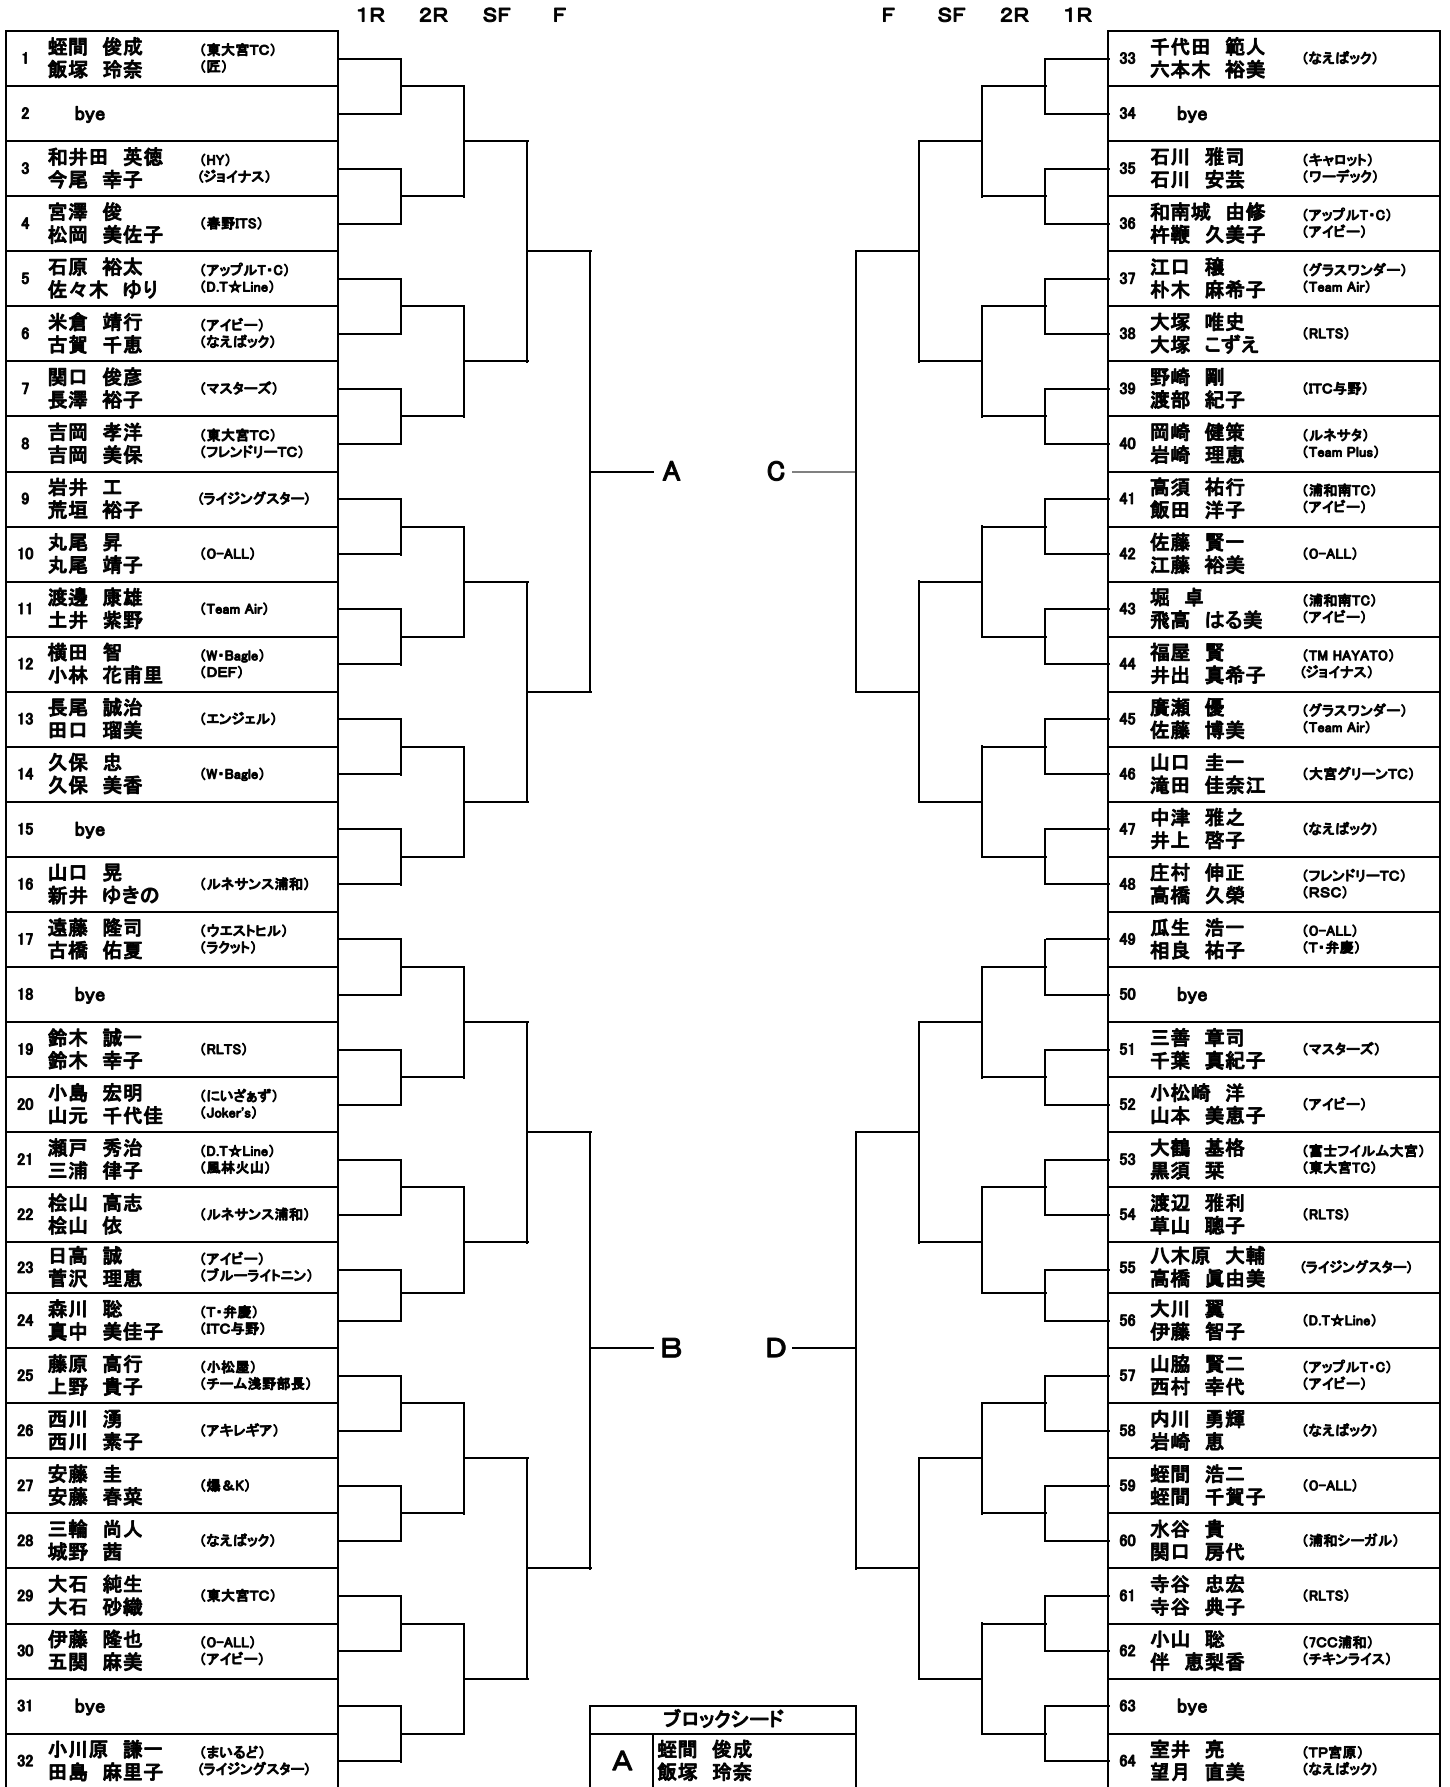 1R 2R SF F
F SF 2R 1R
1 蛭間 俊成 (東大宮TC)
飯塚 玲奈 (匠)
2 bye
3 和井田 英徳 (HY)
今尾 幸子 (ジョイナス)
4 宮澤 俊 (春野ITS)
松岡 美佐子
5 石原 裕太 (アップルT・C)
佐々木 ゆり (D.T☆Line)
6 米倉 靖行 (アイビー)
古賀 千恵 (なえばック)
7 関口 俊彦 (マスターズ)
長澤 裕子
8 吉岡 孝洋 (東大宮TC)
吉岡 美保 (フレンドリーTC)
9 岩井 工 (ライジングスター)
荒垣 裕子
10 丸尾 昇 (O-ALL)
丸尾 靖子
11 渡邊 康雄 (Team Air)
土井 紫野
12 横田 智 (W・Bagle)
小林 花甫里 (DEF)
13 長尾 誠治 (エンジェル)
田口 瑠美
14 久保 忠 (W・Bagle)
久保 美香
15 bye
16 山口 晃 (ルネサンス浦和)
新井 ゆきの
17 遠藤 隆司 (ウエストヒル)
古橋 佑夏 (ラクット)
18 bye
19 鈴木 誠一 (RLTS)
鈴木 幸子
20 小島 宏明 (にいざぁず)
山元 千代佳 (Joker's)
21 瀬戸 秀治 (D.T☆Line)
三浦 律子 (風林火山)
22 桧山 高志 (ルネサンス浦和)
桧山 依
23 日高 誠 (アイビー)
菅沢 理恵 (ブルーライトニン)
24 森川 聡 (T・弁慶)
真中 美佳子 (ITC与野)
25 藤原 高行 (小松屋)
上野 貴子 (チーム浅野部長)
26 西川 湧 (アキレギア)
西川 素子
27 安藤 圭 (爆&K)
安藤 春菜
28 三輪 尚人 (なえばック)
城野 茜
29 大石 純生 (東大宮TC)
大石 砂織
30 伊藤 隆也 (O-ALL)
五関 麻美 (アイビー)
31 bye
32 小川原 謙一 (まいるど)
田島 麻里子 (ライジングスター)
A
B
C
D
33 千代田 範人 (なえばック)
六本木 裕美
34 bye
35 石川 雅司 (キャロット)
石川 安芸 (ワーデック)
36 和南城 由修 (アップルT・C)
杵鞭 久美子 (アイビー)
37 江口 穣 (グラスワンダー)
朴木 麻希子 (Team Air)
38 大塚 唯史 (RLTS)
大塚 こずえ
39 野崎 剛 (ITC与野)
渡部 紀子
40 岡崎 健策 (ルネサタ)
岩崎 理恵 (Team Plus)
41 高須 祐行 (浦和南TC)
飯田 洋子 (アイビー)
42 佐藤 賢一 (O-ALL)
江藤 裕美
43 堀 卓 (浦和南TC)
飛高 はる美 (アイビー)
44 福屋 賢 (TM HAYATO)
井出 真希子 (ジョイナス)
45 廣瀬 優 (グラスワンダー)
佐藤 博美 (Team Air)
46 山口 圭一 (大宮グリーンTC)
滝田 佳奈江
47 中津 雅之 (なえばック)
井上 啓子
48 庄村 伸正 (フレンドリーTC)
高橋 久榮 (RSC)
49 瓜生 浩一 (O-ALL)
相良 祐子 (T・弁慶)
50 bye
51 三善 章司 (マスターズ)
千葉 真紀子
52 小松崎 洋 (アイビー)
山本 美恵子
53 大鶴 基格 (富士フイルム大宮)
黒須 栞 (東大宮TC)
54 渡辺 雅利 (RLTS)
草山 聰子
55 八木原 大輔 (ライジングスター)
高橋 眞由美
56 大川 翼 (D.T☆Line)
伊藤 智子
57 山脇 賢二 (アップルT・C)
西村 幸代 (アイビー)
58 内川 勇輝 (なえばック)
岩崎 恵
59 蛭間 浩二 (O-ALL)
蛭間 千賀子
60 水谷 貴 (浦和シーガル)
関口 房代
61 寺谷 忠宏 (RLTS)
寺谷 典子
62 小山 聡 (7CC浦和)
伴 恵梨香 (チキンライス)
63 bye
64 室井 亮 (TP宮原)
望月 直美 (なえばック)
ブロックシード
A 蛭間 俊成
飯塚 玲奈